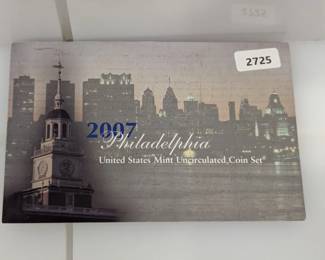 2725
2007
Philadelphia
United States Mint Uncirculated Coin Set®